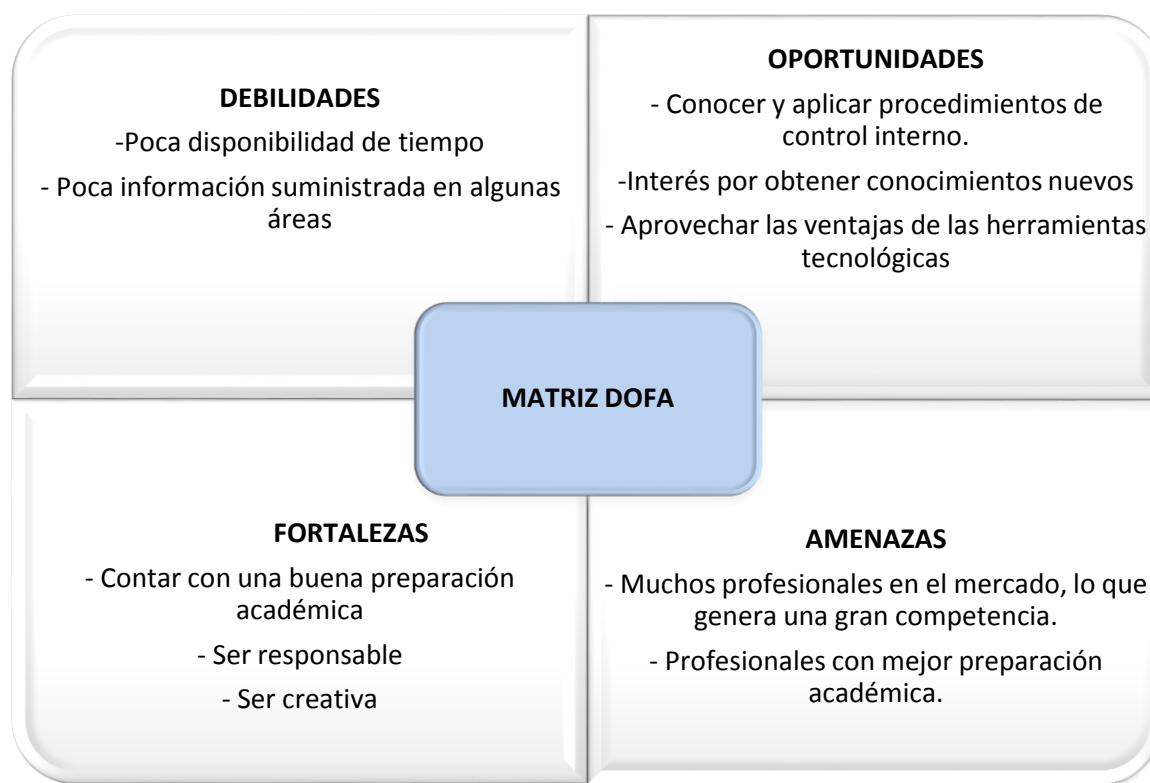 DEBILIDADES
-Poca disponibilidad de tiempo
- Poca información suministrada en algunas
áreas
OPORTUNIDADES
- Conocer y aplicar procedimientos de
control interno.
-Interés por obtener conocimientos nuevos
- Aprovechar las ventajas de las herramientas
tecnológicas
MATRIZ DOFA
FORTALEZAS
- Contar con una buena preparación
académica
- Ser responsable
- Ser creativa
AMENAZAS
- Muchos profesionales en el mercado, lo que
genera una gran competencia.
- Profesionales con mejor preparación
académica.